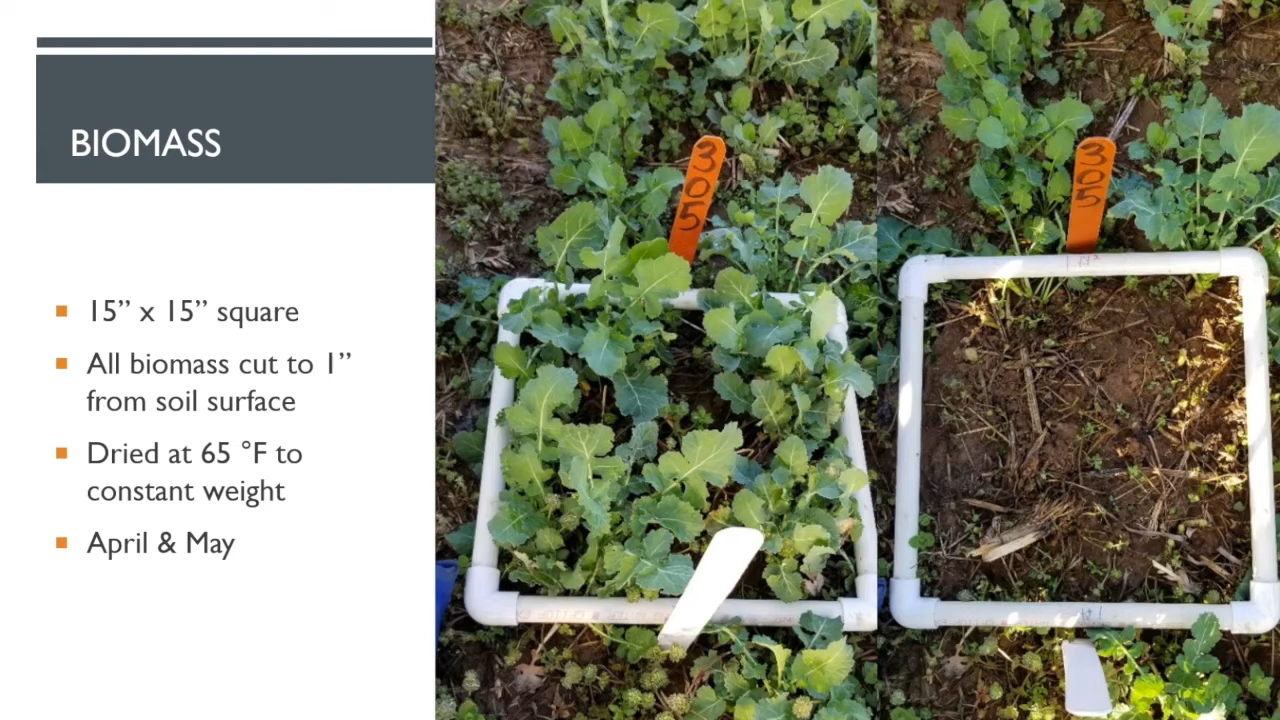 BIOMASS
15” x 15” square
All biomass cut to 1”
from soil surface
Dried at 65 °F to
constant weight
April & May
305
305